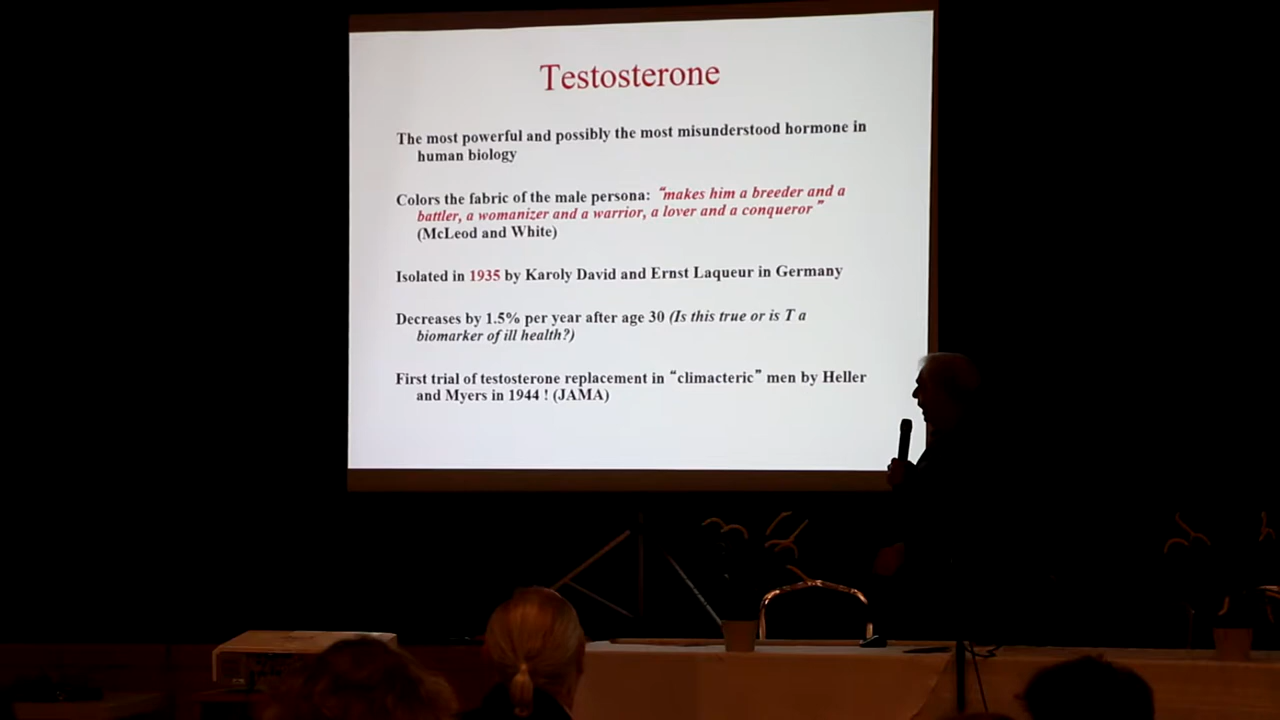 Testosterone
The most powerful and possibly the most misunderstood hormone in
human biology
Colors the fabric of the male persona: “makes him a breeder and a
battler, a womanizer and a warrior, a lover and a conqueror”
(McLeod and White)
Isolated in 1935 by Karoly David and Ernst Laqueur in Germany
Decreases by 1.5% per year after age 30 (Is this true or is T a
biomarker of ill health?)
First trial of testosterone replacement in “climacteric” men by Heller
and Myers in 1944 ! (JAMA)